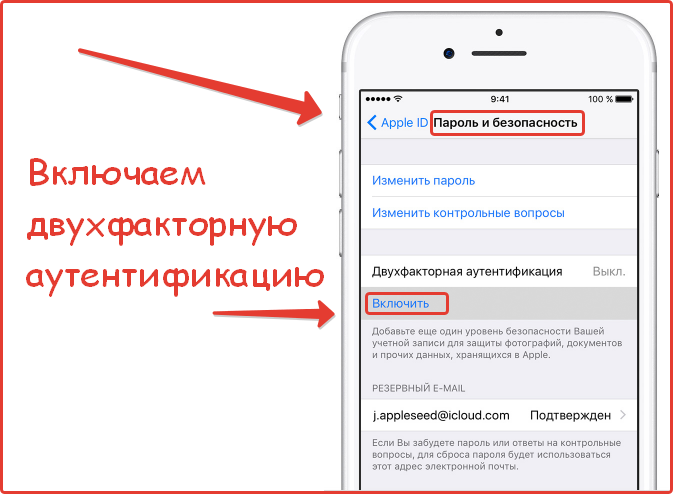 9:41
100 %
Apple ID
Пароль и безопасность
Включаем
двухфакторную
аутентификацию
Изменить пароль
Изменить контрольные вопросы
Двухфакторная аутентификация Выкл.
Включить
Добавьте еще один уровень безопасности Вашей
учетной записи для защиты фотографий, документов
и прочих данных, хранящихся в Apple.
РЕЗЕРВНЫЙ E-MAIL
j.appleseed@icloud.com Подтвержден
Если Вы забудете пароль или ответы на контрольные
вопросы, для сброса пароля будет использоваться
этот адрес электронной почты.